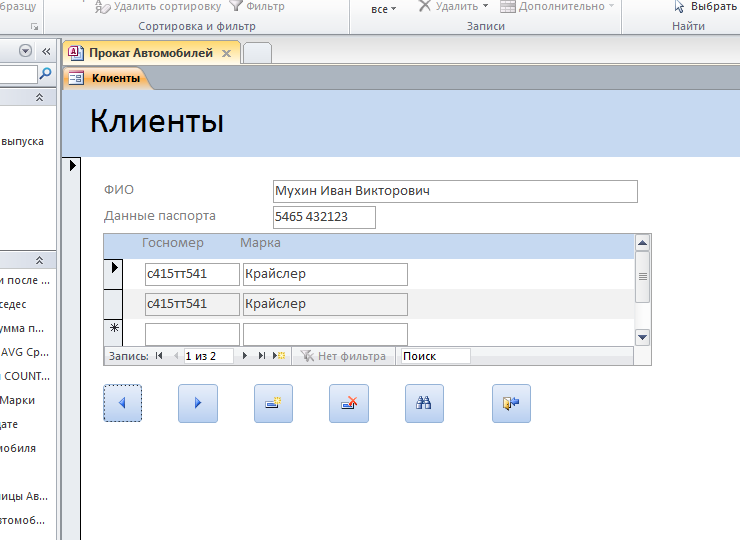 бразцу
Удалить сортировку
Фильтр
все
Удалить
Дополнительно
Выбрать
Сортировка и фильтр
Записи
Найти
Прокат Автомобилей
Клиенты
Клиенты
выпуска
ФИО
Мухин Иван Викторович
Данные паспорта
5465 432123
Госномер Марка
с415тт541 Крайслер
с415тт541 Крайслер
Запись: 1 из 2 Нет фильтра Поиск
и после ...
седес
умма п...
AVG Ср...
COUNT...
Марки
дате
мобиля
ницы Ав...
втомоб...